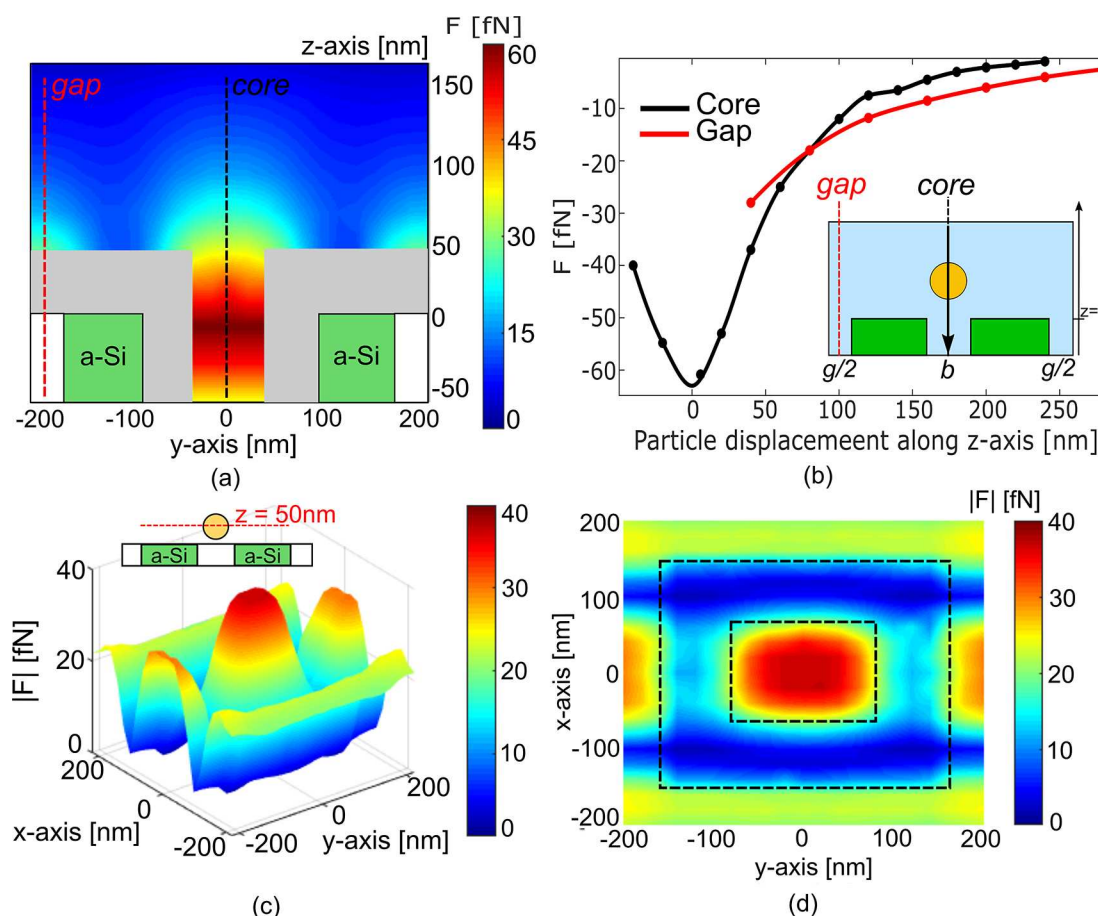 F [fN]
z-axis [nm]
gap
core
60
45
30
15
0
150
100
50
0
-50
a-Si
a-Si
-200
-100
0
100
200
y-axis [nm]
(a)
F [fN]
-10
-20
-30
-40
-50
-60
Core
Gap
gap
core
z=
g/2
b
g/2
0
50
100
150
200
250
Particle displacemeent along z-axis [nm]
(b)
z = 50nm
a-Si
a-Si
|F| [fN]
40
20
0
200
0
-200
x-axis [nm]
-200
0
200
y-axis [nm]
40
30
20
10
0
(c)
|F| [fN]
40
30
20
10
0
x-axis [nm]
200
100
0
-100
-200
-200
-100
0
100
200
y-axis [nm]
(d)